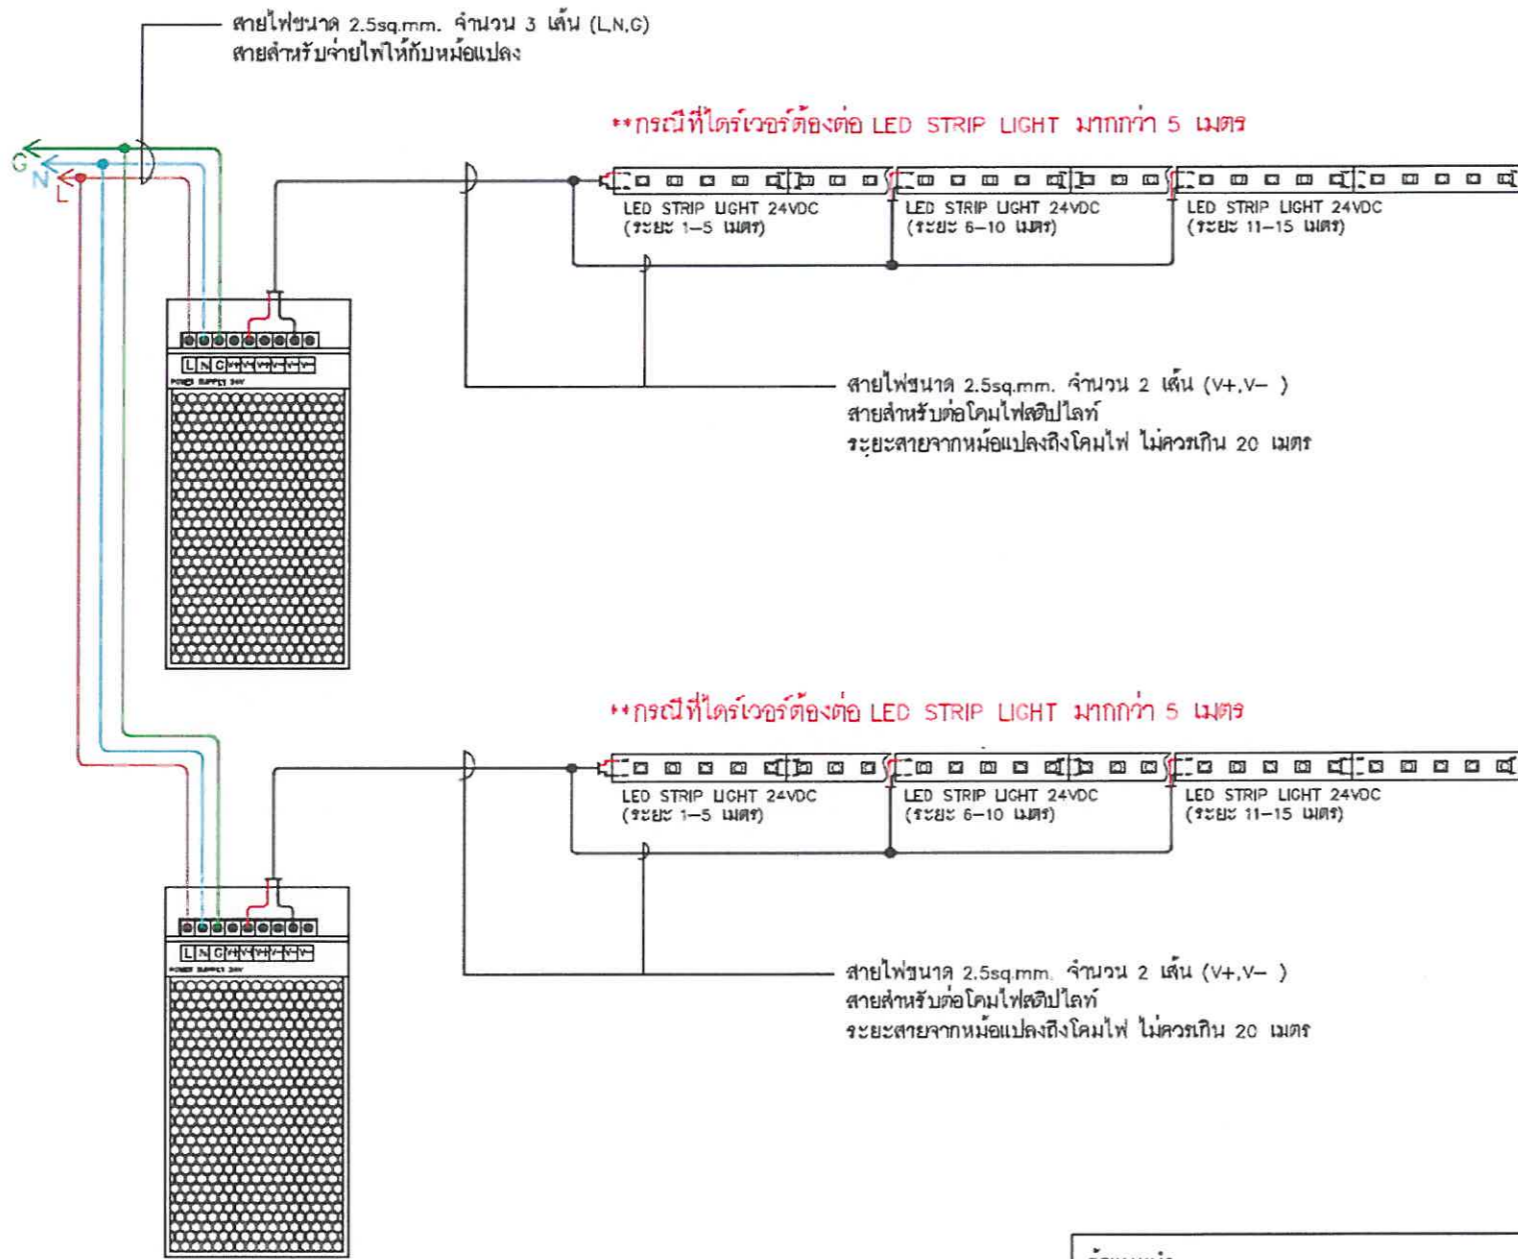 สายไฟขนาด 2.5sq.mm. จำนวน 3 เส้น (L,N,G)
สายสำหรับจ่ายไฟให้กับหม้อแปลง
**กรณีที่ไดร์เวอร์ต้องต่อ LED STRIP LIGHT มากกว่า 5 เมตร
G
N
L
LED STRIP LIGHT 24VDC
(ระยะ 1-5 เมตร)
LED STRIP LIGHT 24VDC
(ระยะ 6-10 เมตร)
LED STRIP LIGHT 24VDC
(ระยะ 11-15 เมตร)
L N G V+ V+ V+ V- V- V-
POWER SUPPLY 24V
สายไฟขนาด 2.5sq.mm. จำนวน 2 เส้น (V+,V- )
สายสำหรับต่อโคมไฟสติปไลท์
ระยะสายจากหม้อแปลงถึงโคมไฟ ไม่ควรเกิน 20 เมตร
**กรณีที่ไดร์เวอร์ต้องต่อ LED STRIP LIGHT มากกว่า 5 เมตร
LED STRIP LIGHT 24VDC
(ระยะ 1-5 เมตร)
LED STRIP LIGHT 24VDC
(ระยะ 6-10 เมตร)
LED STRIP LIGHT 24VDC
(ระยะ 11-15 เมตร)
L N G V+ V+ V+ V- V- V-
POWER SUPPLY 24V
สายไฟขนาด 2.5sq.mm. จำนวน 2 เส้น (V+,V- )
สายสำหรับต่อโคมไฟสติปไลท์
ระยะสายจากหม้อแปลงถึงโคมไฟ ไม่ควรเกิน 20 เมตร